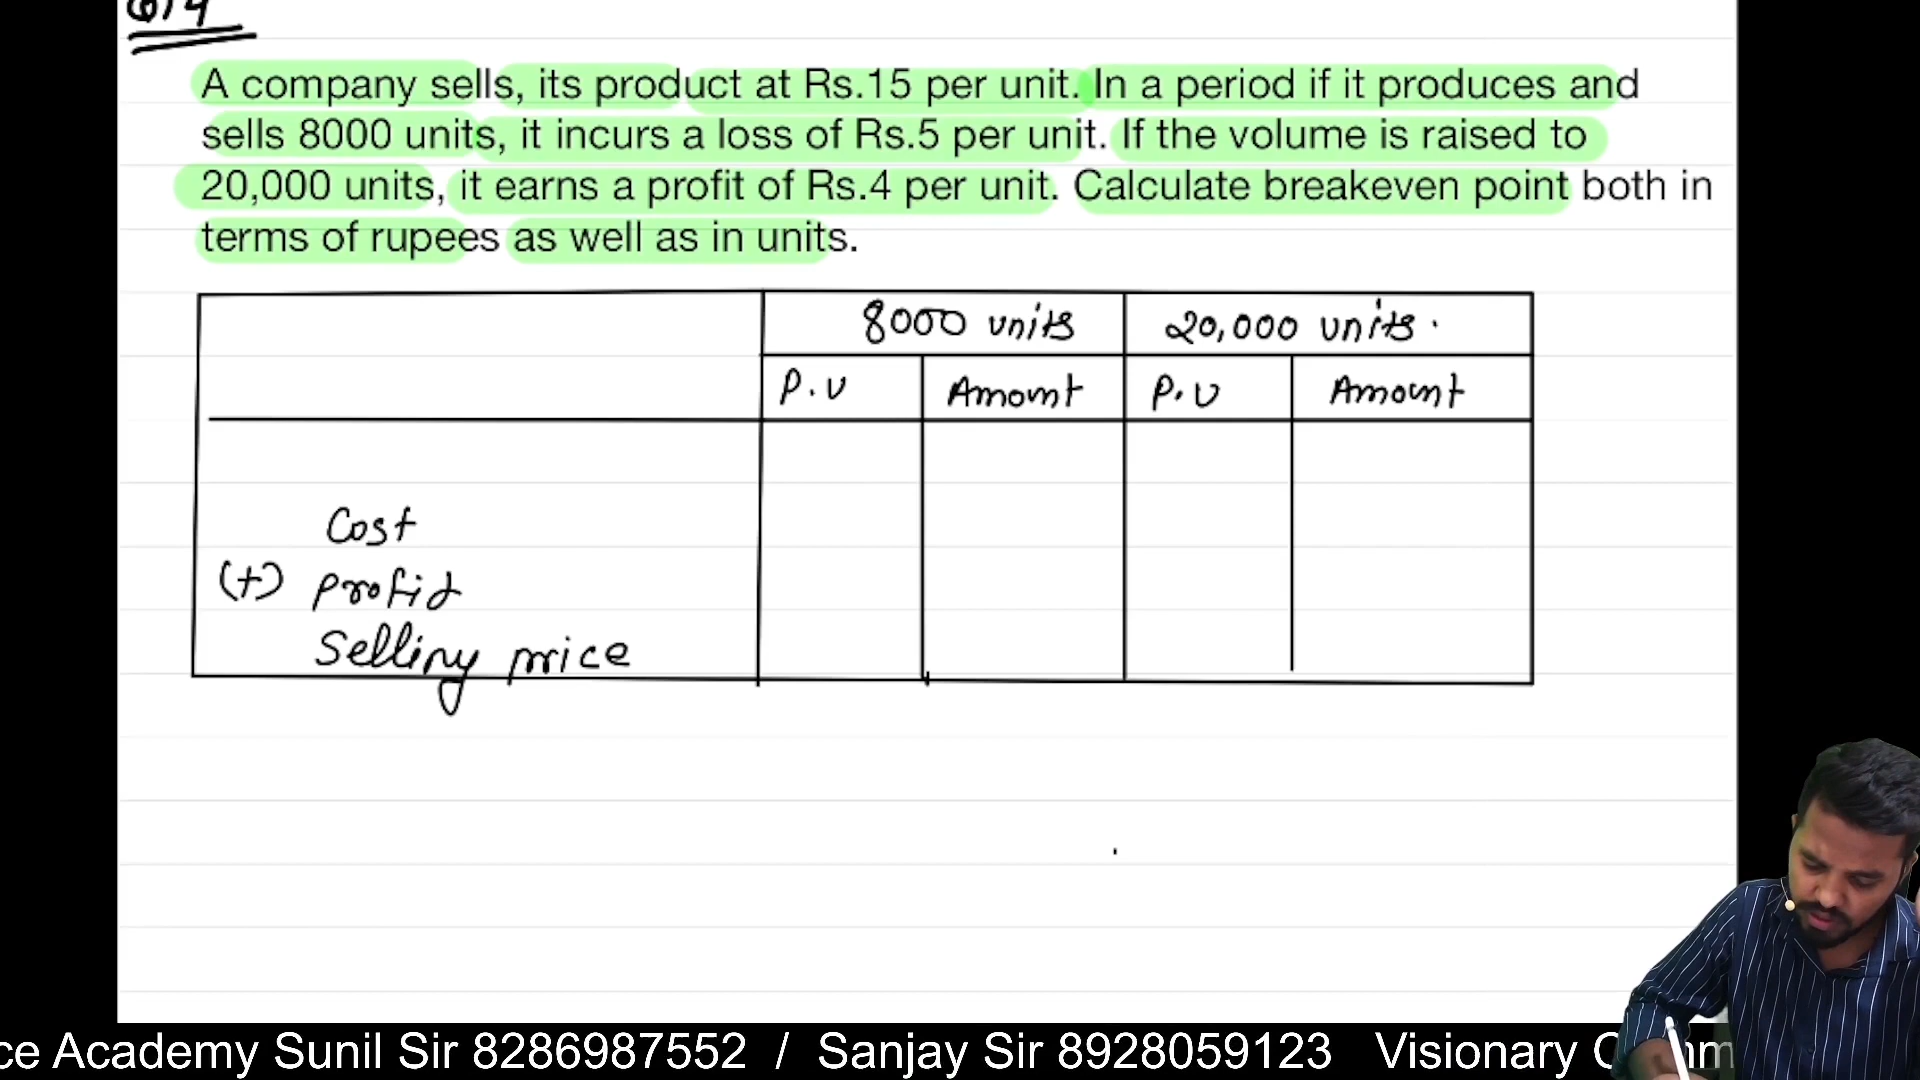 Q14
A company sells, its product at Rs.15 per unit. In a period if it produces and
sells 8000 units, it incurs a loss of Rs.5 per unit. If the volume is raised to
20,000 units, it earns a profit of Rs.4 per unit. Calculate breakeven point both in
terms of rupees as well as in units.
8000 units 20,000 units.
P.U Amount P.U Amount
Cost
(+) Profit
Selling price
ce Academy Sunil Sir 8286987552 / Sanjay Sir 8928059123 Visionary